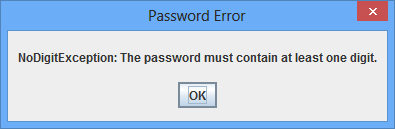 Password Error
NoDigitException: The password must contain at least one digit.
OK